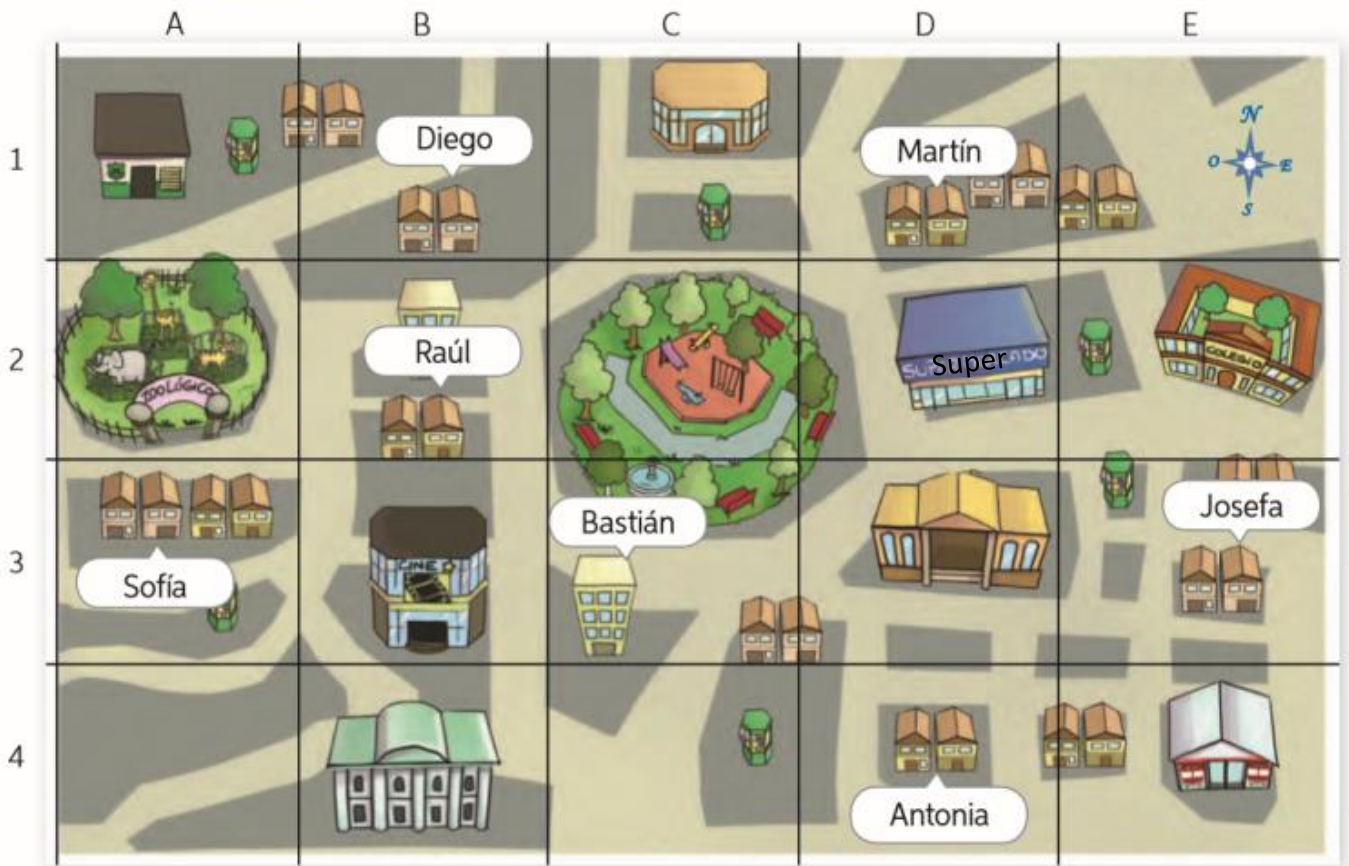 A B C D E
1
Diego
Martín
N
O E
S
2
ZOOLÓGICO
Raúl
Super
COLEGIO
3
Sofía
CINE
Bastián
Josefa
4
Antonia